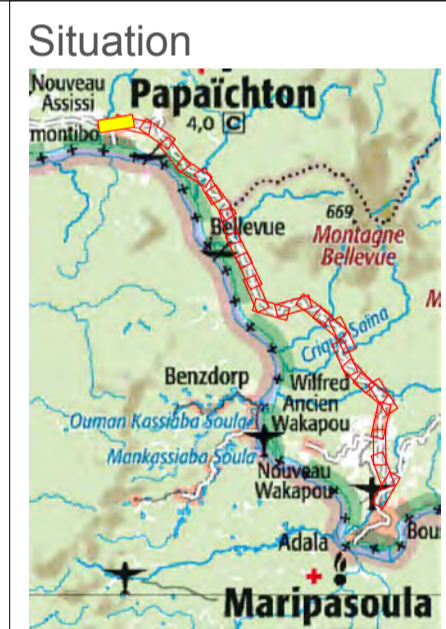 Situation
Nouveau
Assissi
Papaïchton
montibo
4,0 C
Bellevue
669
Montagne
Bellevue
M
Crique Saïna
Benzdorp
Wilfred
Ancien
Wakapou
Ouman Kassiaba Soula
Mankassiaba Soula
Nouveau
Wakapou
Adala
Bou
Maripasoula